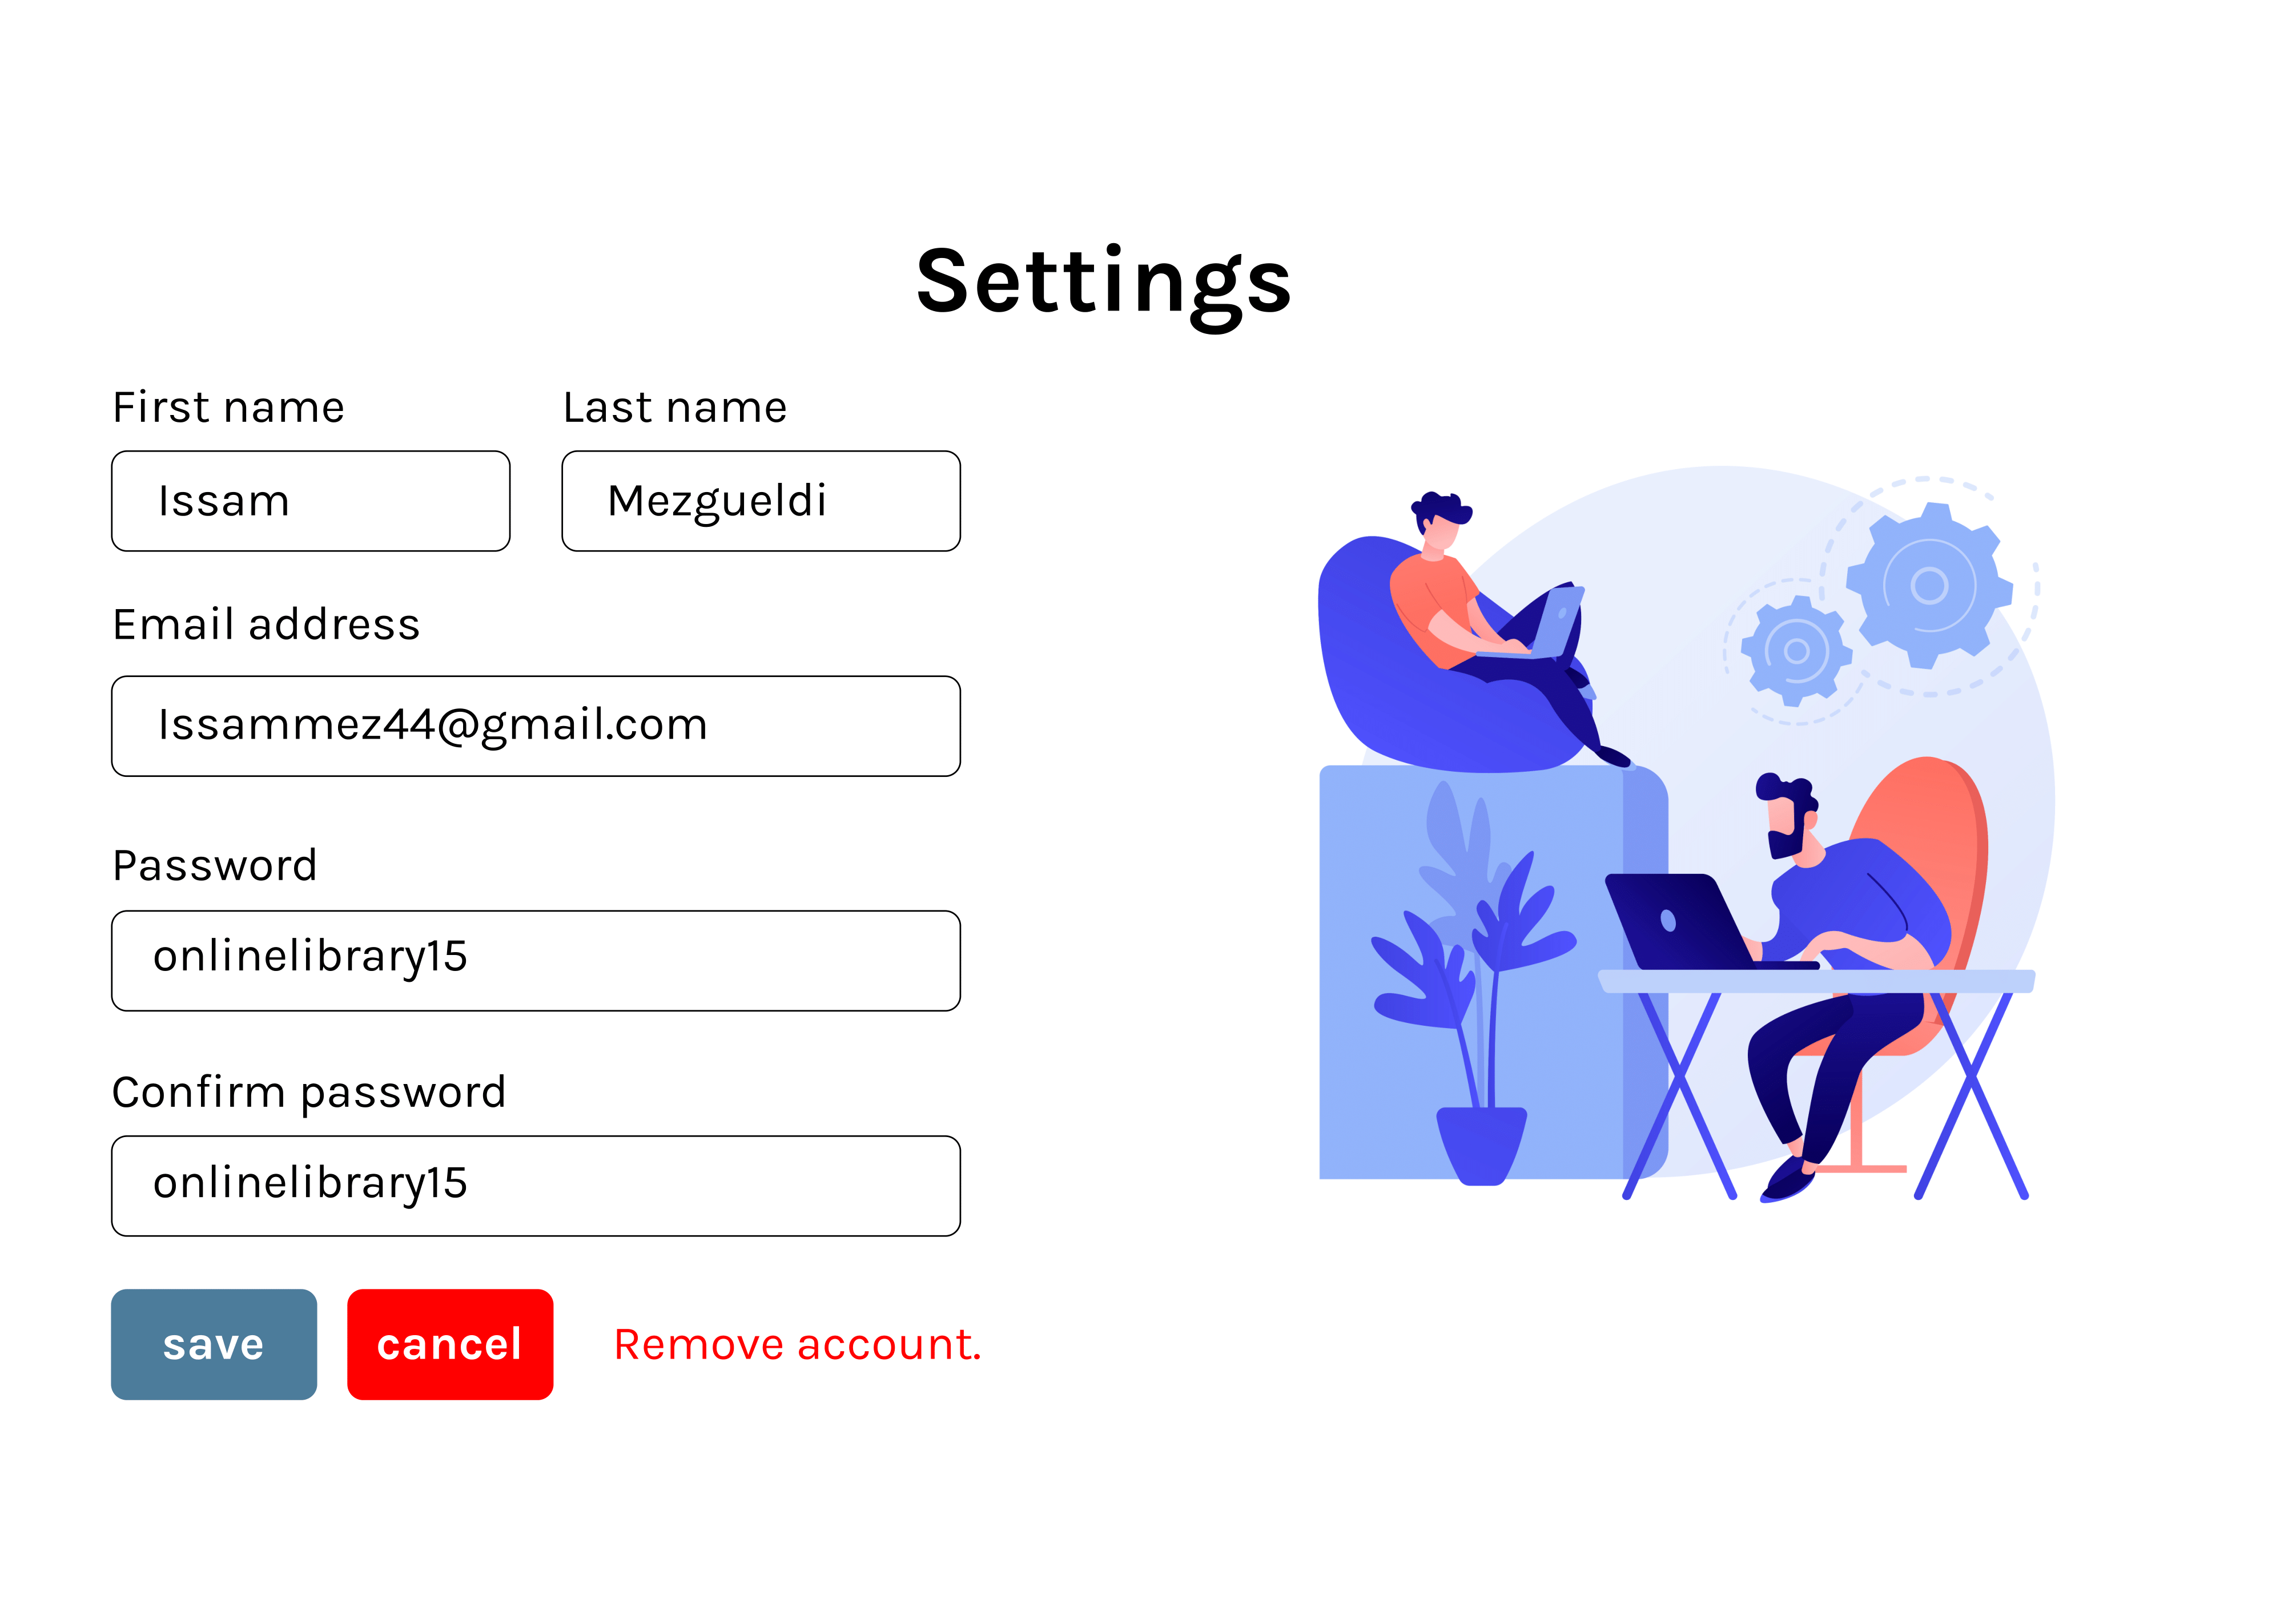 Settings
First name
Last name
Issam
Mezgueldi
Email address
Issammez44@gmail.com
Password
onlinelibrary15
Confirm password
onlinelibrary15
save
cancel
Remove account.